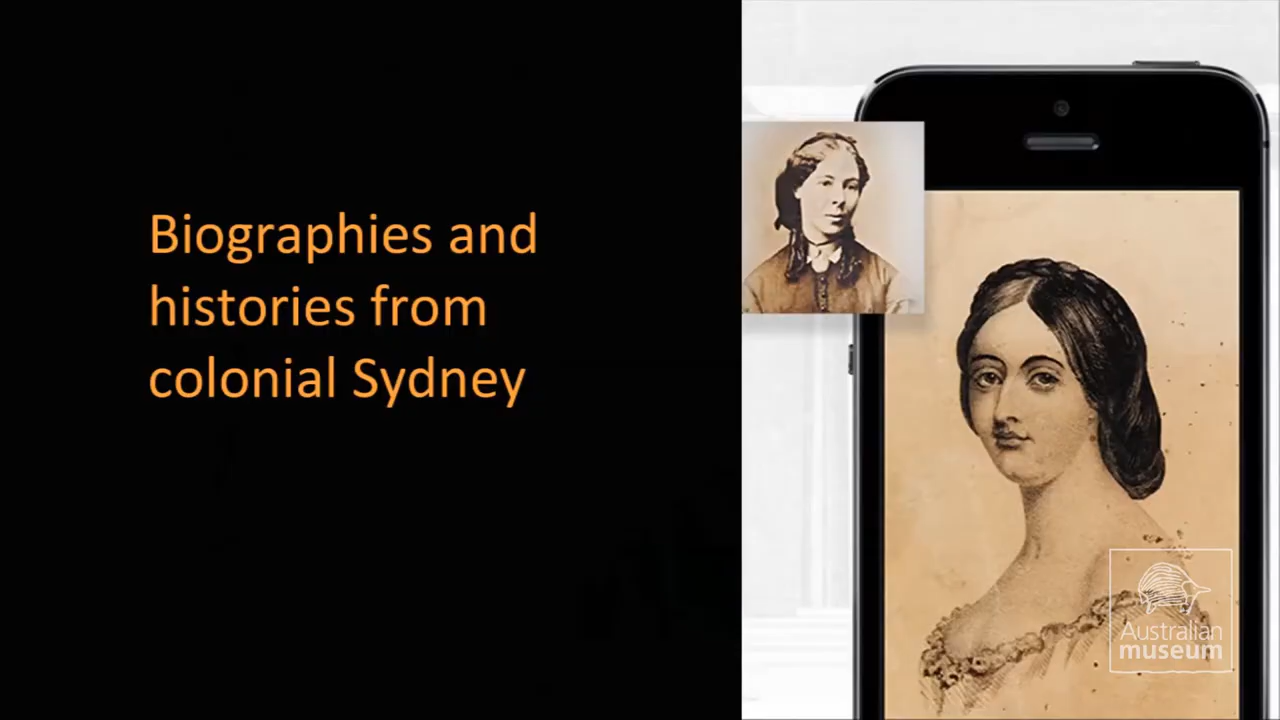 Biographies and
histories from
colonial Sydney
Australian
museum